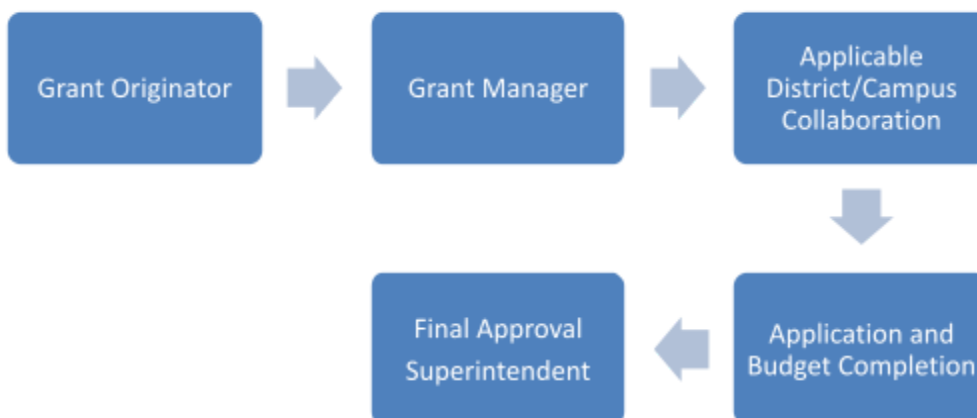 Grant Originator
Grant Manager
Applicable
District/Campus
Collaboration
Application and
Budget Completion
Final Approval
Superintendent